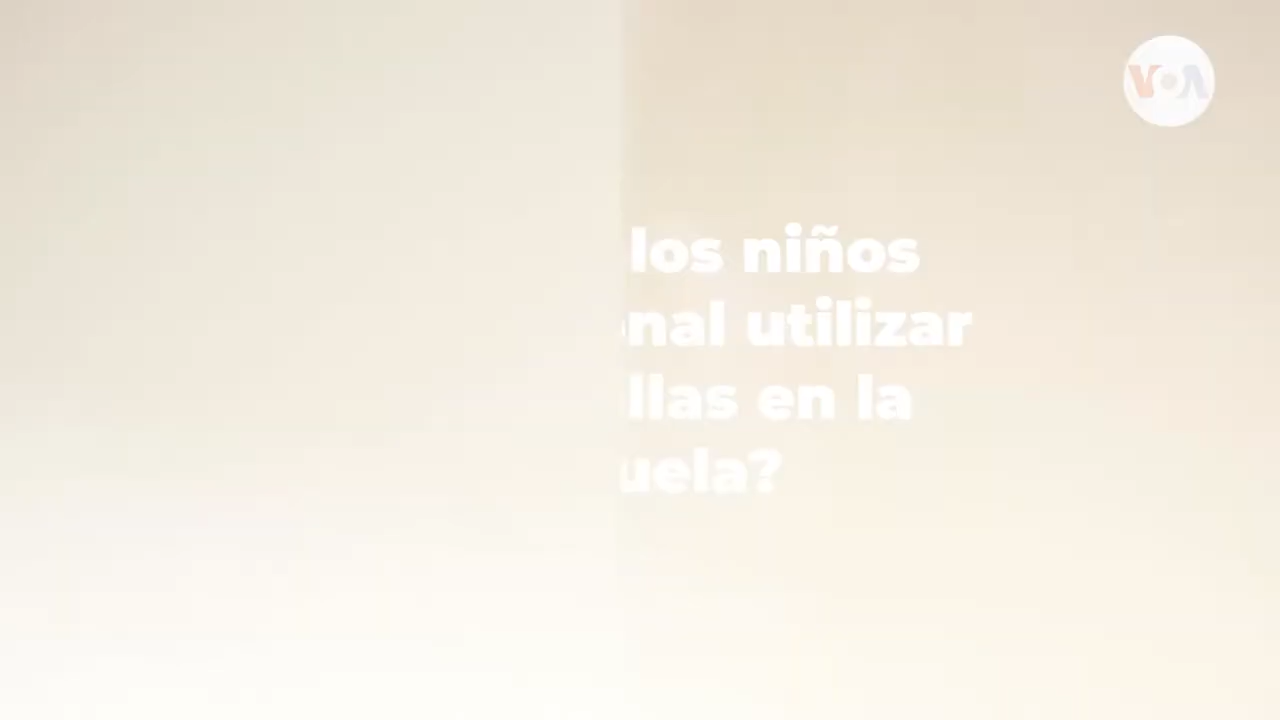 VOA
los niños
nal utilizar
llas en la
uela?